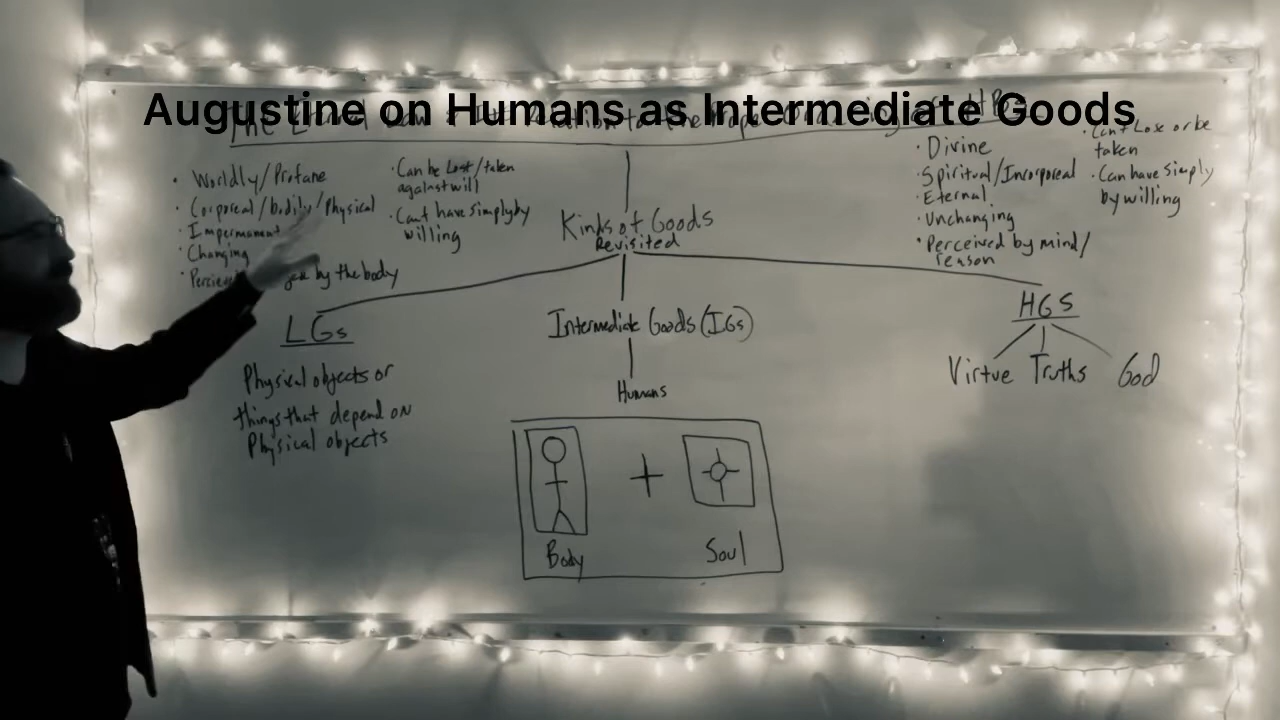 Augustine on Humans as Intermediate Goods
The
· Worldly/Profane
· Corporeal/bodily/Physical
· Impermanent
· Changing
by the body
· Can be Lost/taken
against will
· Can't have simply by
willing
Kinds of Goods
Revisited
· Divine
· Spiritual/Incorporeal
· Eternal
· Unchanging
· Perceived by mind/
reason
· Can't Lose or be
taken
· Can have simply
by willing
LGs
Physical objects or
things that depend on
Physical objects
Intermediate Goods (IGs)
Humans
Body
+
Soul
HGS
Virtue Truths God